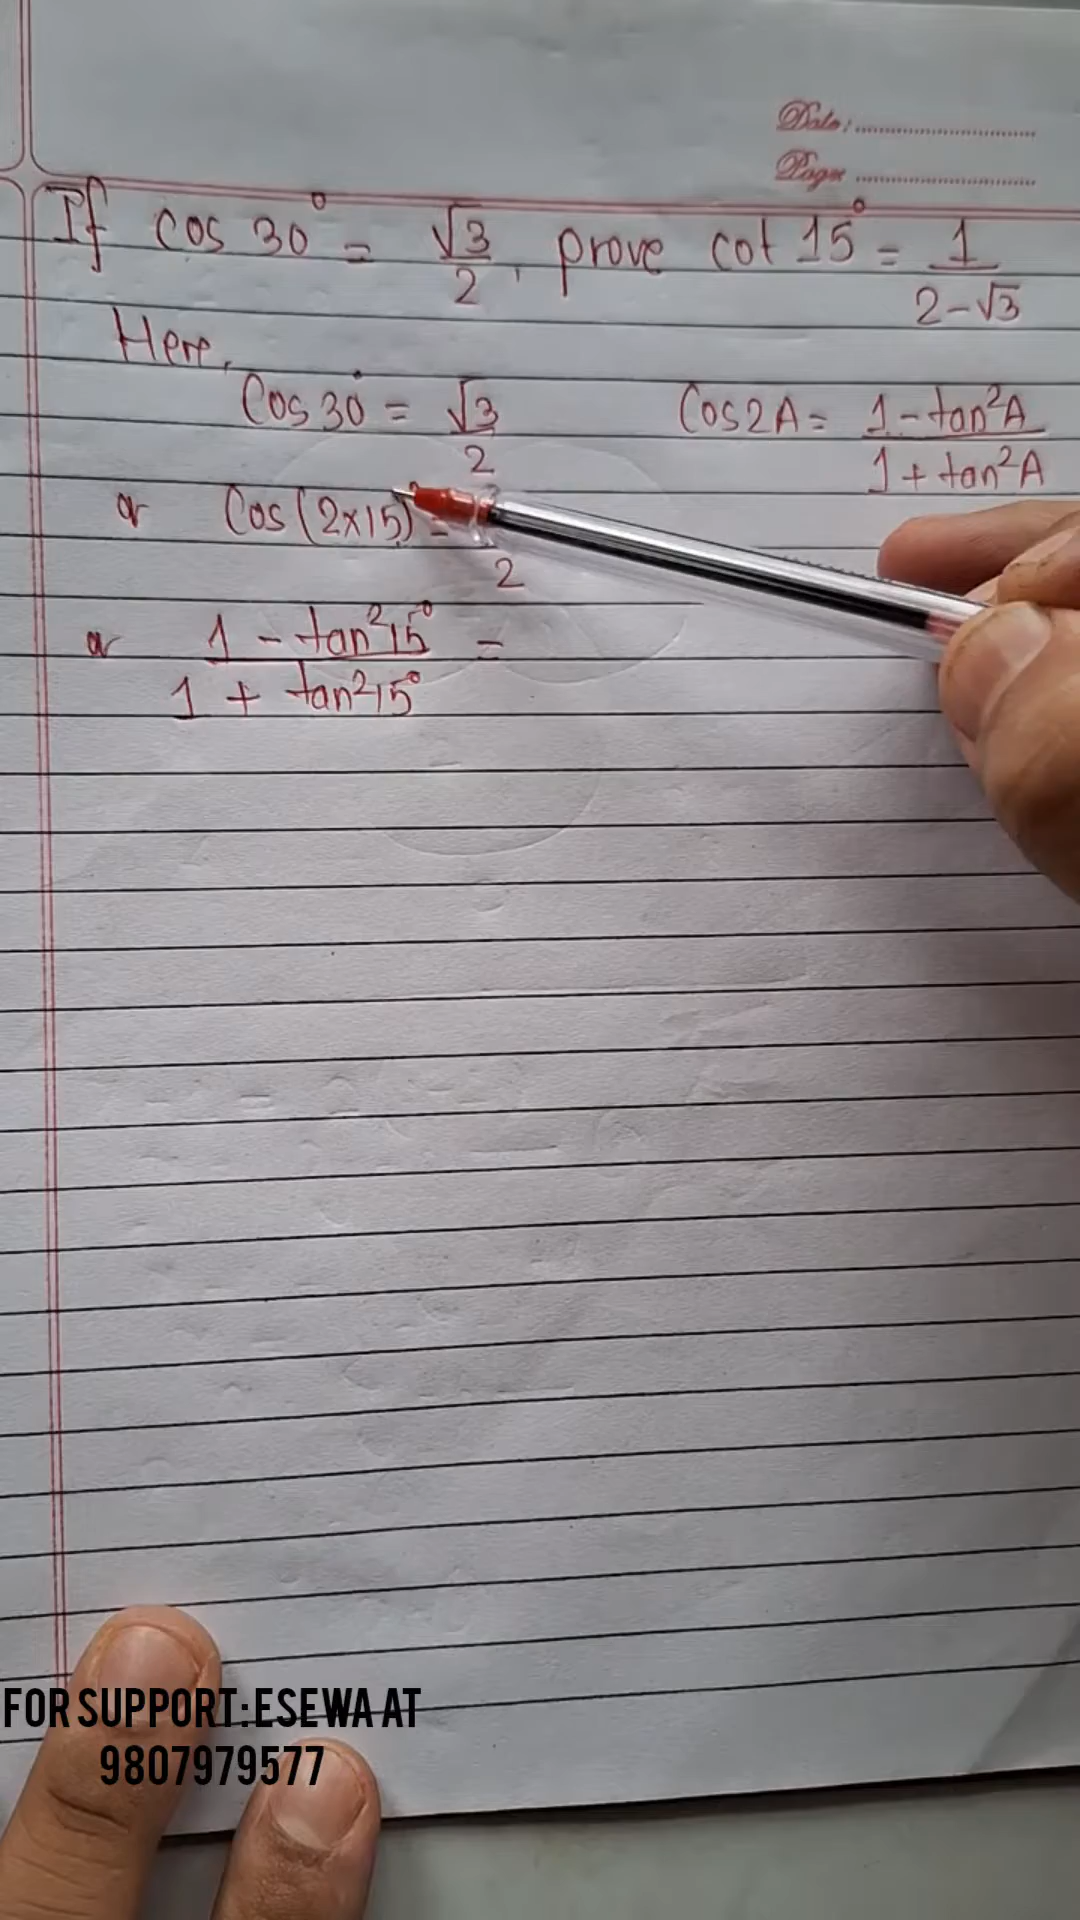 Date:
Page
If cos 30° = √3/2, prove cot 15° = 1/(2-√3)
Here,
Cos 30° = √3/2
Cos2A = (1 - tan²A)/(1 + tan²A)
or Cos (2×15)° = /2
or (1 - tan²15°)/(1 + tan²15°) =
FOR SUPPORT: ESEWA AT
9807979577